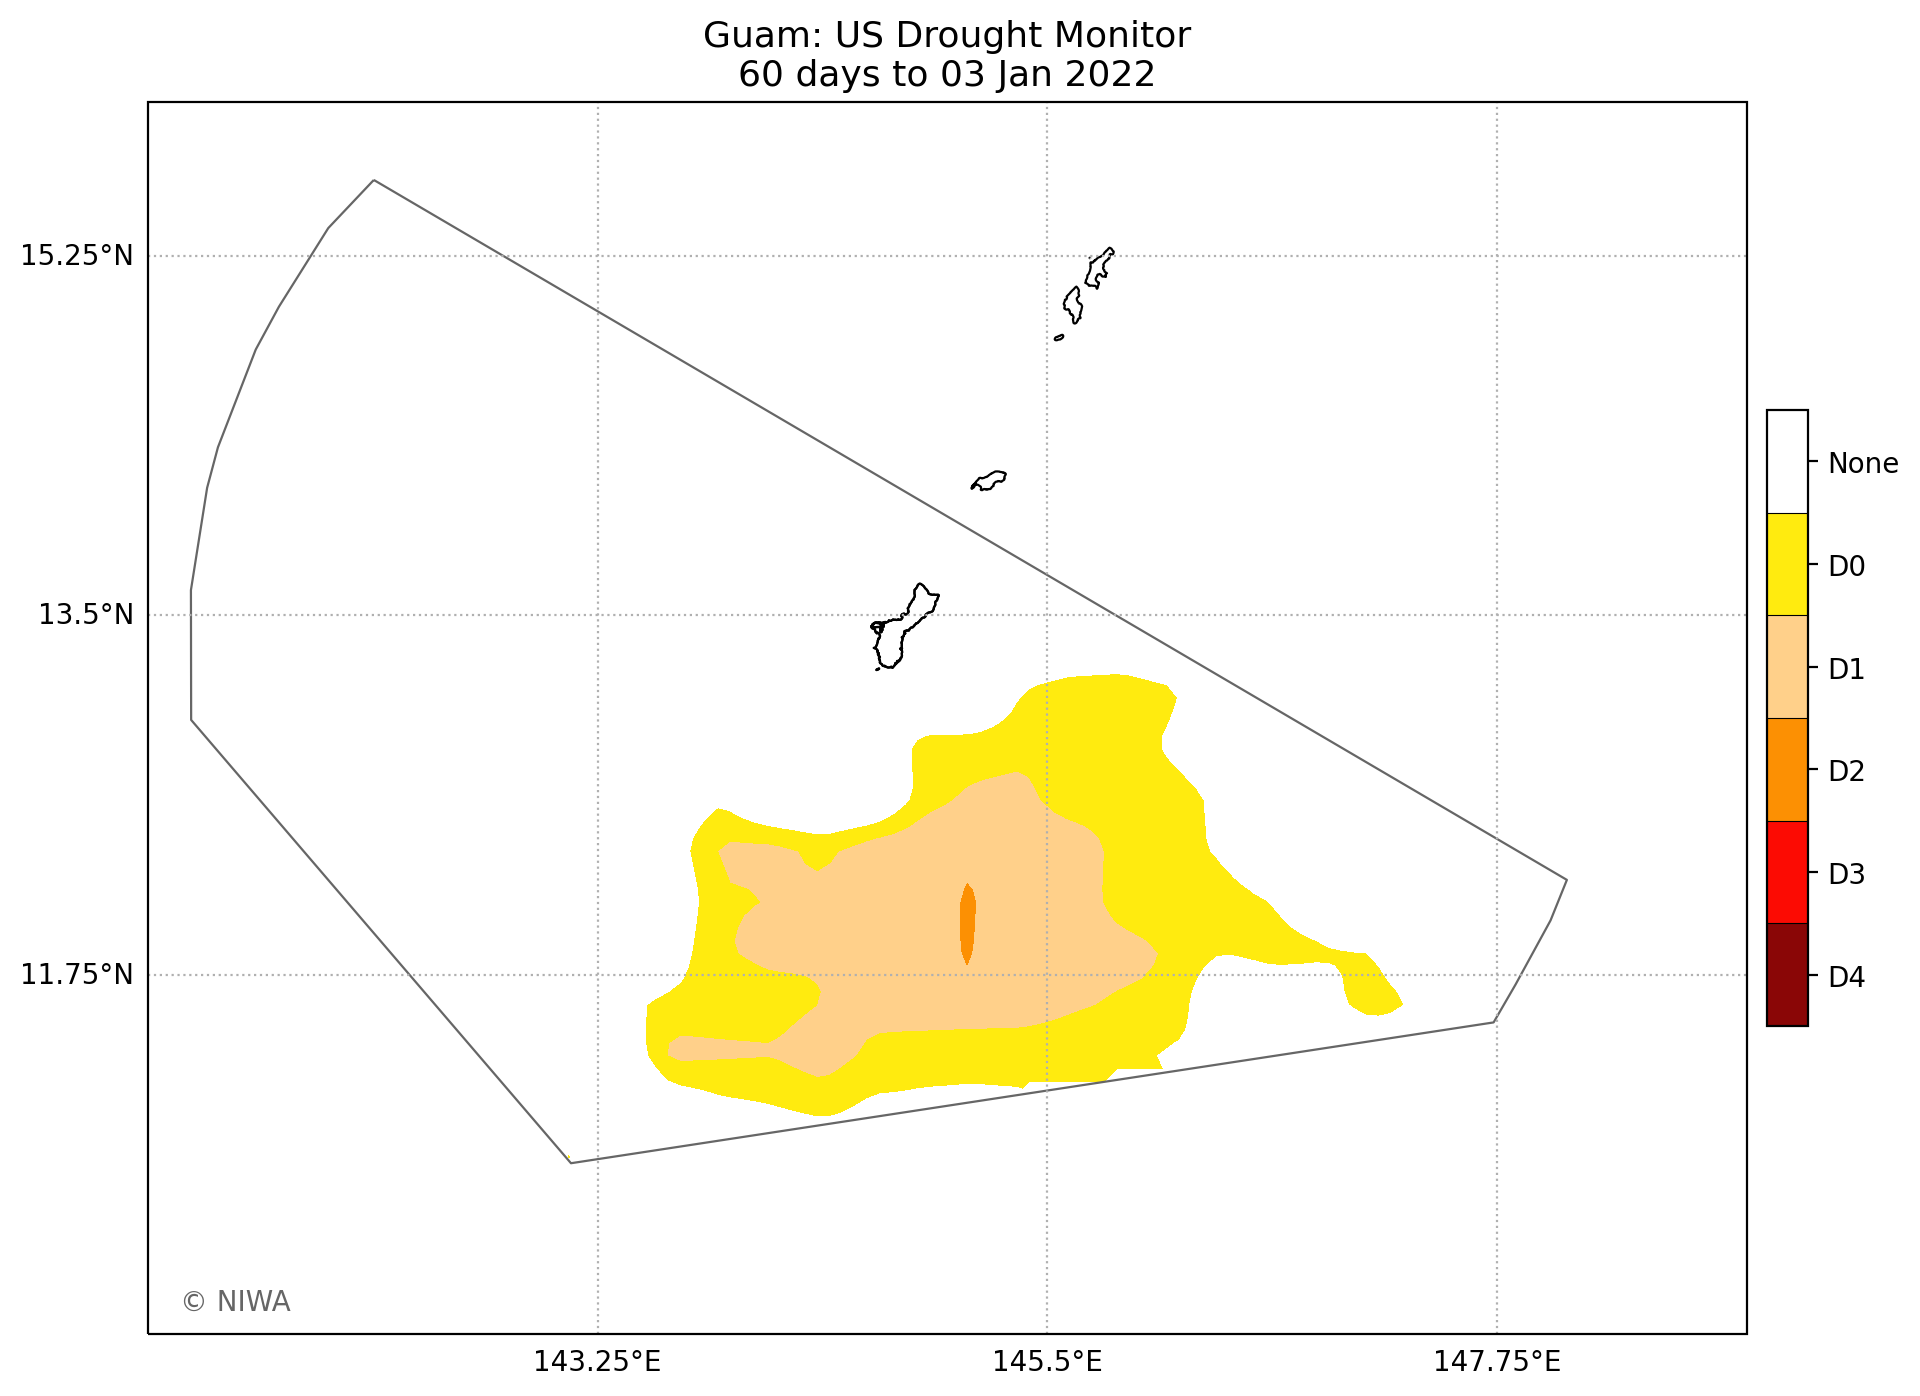 Guam: US Drought Monitor
60 days to 03 Jan 2022
15.25°N
13.5°N
11.75°N
143.25°E
145.5°E
147.75°E
None
D0
D1
D2
D3
D4
© NIWA